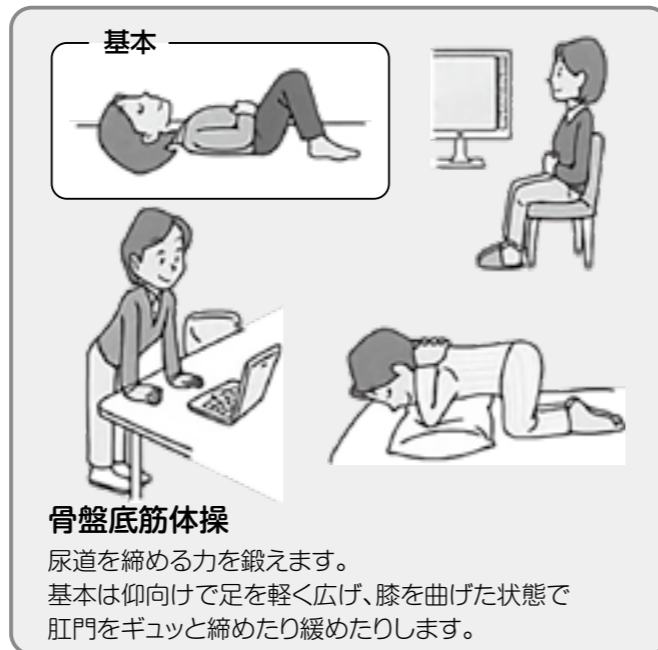 基本
骨盤底筋体操
尿道を締める力を鍛えます。
基本は仰向けで足を軽く広げ、膝を曲げた状態で
肛門をギュッと締めたり緩めたりします。